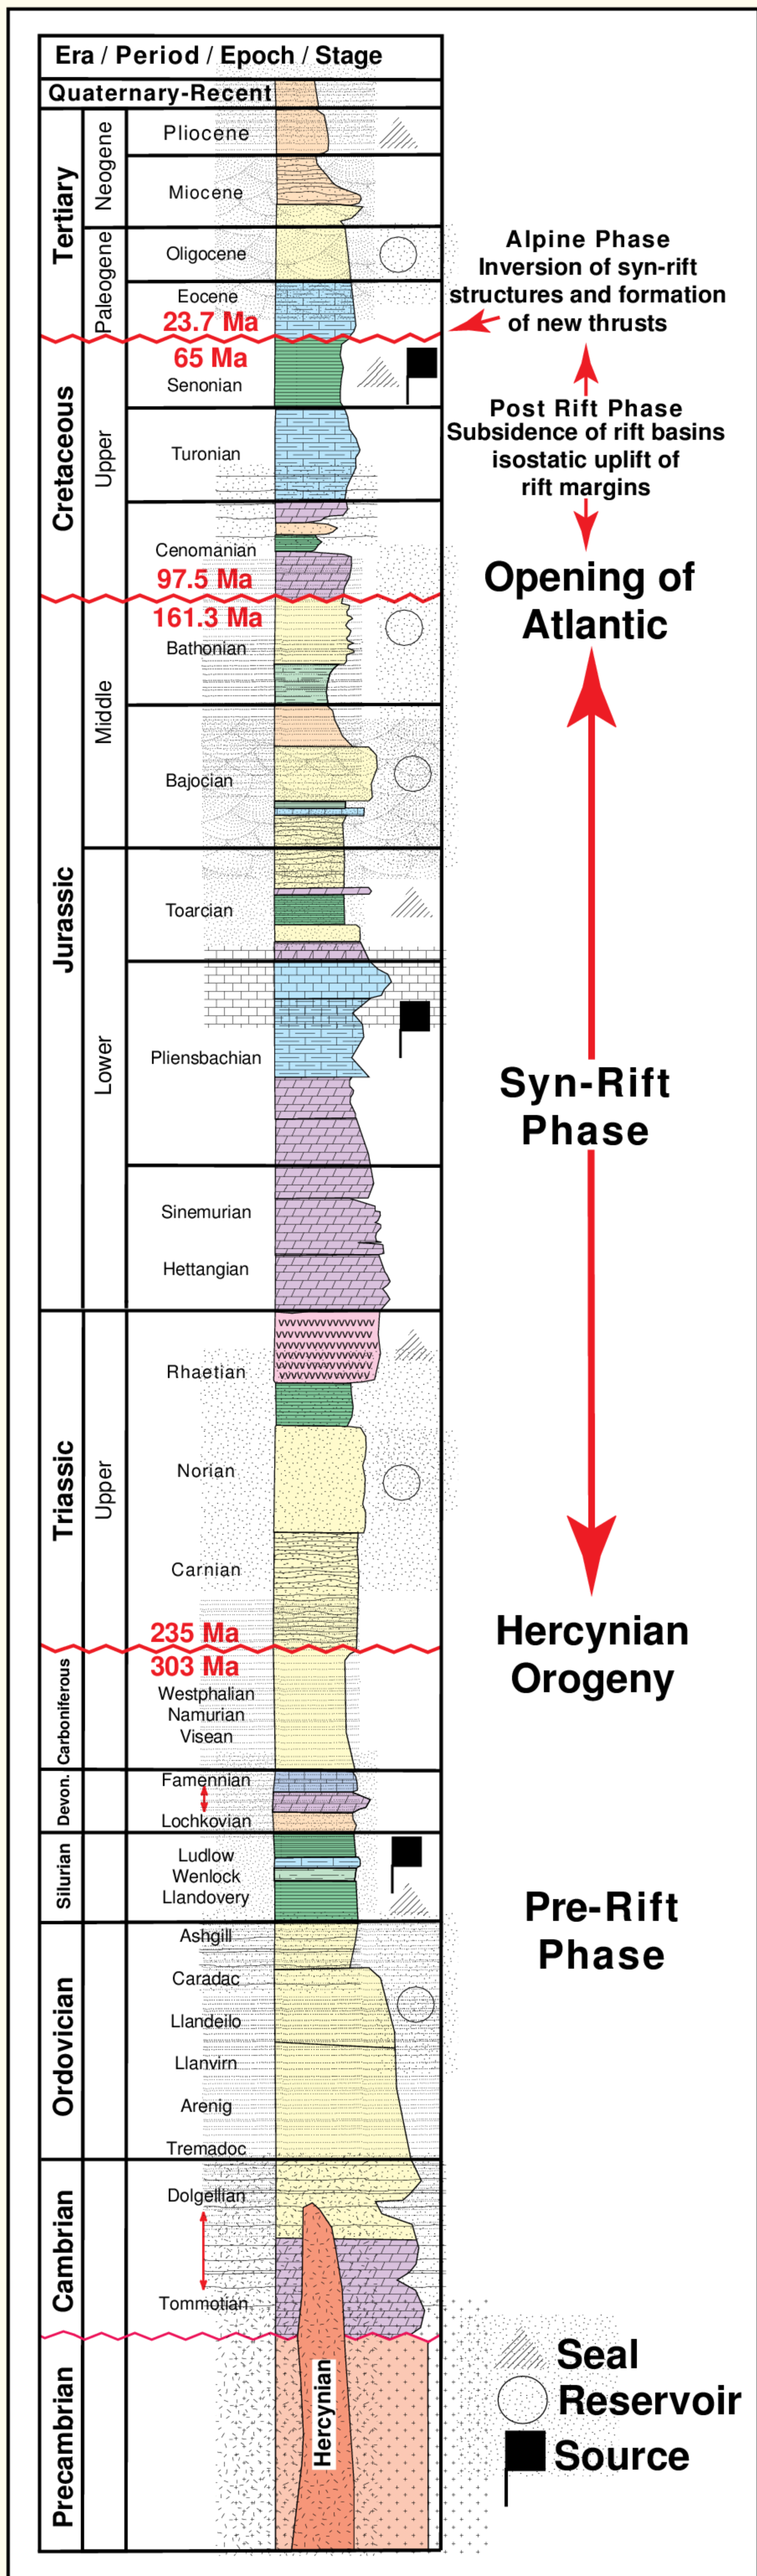 Era / Period / Epoch / Stage
Quaternary-Recent
Tertiary
Neogene
Pliocene
Miocene
Paleogene
Oligocene
Eocene
23.7 Ma
Alpine Phase
Inversion of syn-rift
structures and formation
of new thrusts
Cretaceous
Upper
65 Ma
Senonian
Turonian
Cenomanian
97.5 Ma
Post Rift Phase
Subsidence of rift basins
isostatic uplift of
rift margins
Opening of
Atlantic
Jurassic
Middle
161.3 Ma
Bathonian
Bajocian
Lower
Toarcian
Pliensbachian
Sinemurian
Hettangian
Syn-Rift
Phase
Triassic
Upper
Rhaetian
Norian
Carnian
235 Ma
Hercynian
Orogeny
Carboniferous
303 Ma
Westphalian
Namurian
Visean
Devon.
Famennian
Lochkovian
Silurian
Ludlow
Wenlock
Llandovery
Pre-Rift
Phase
Ordovician
Ashgill
Caradac
Llandeilo
Llanvirn
Arenig
Tremadoc
Cambrian
Dolgellian
Tommotian
Precambrian
Hercynian
Seal
Reservoir
Source